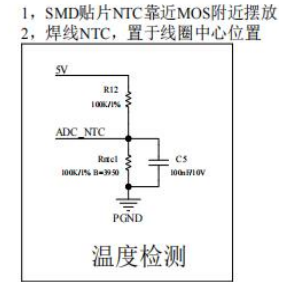 1，SMD贴片NTC靠近MOS附近摆放
2，焊线NTC，置于线圈中心位置
5V
R12
100K/1%
ADC_NTC
Rntc1
C5
100K/1% B=3950
100nF/10V
PGND
温度检测